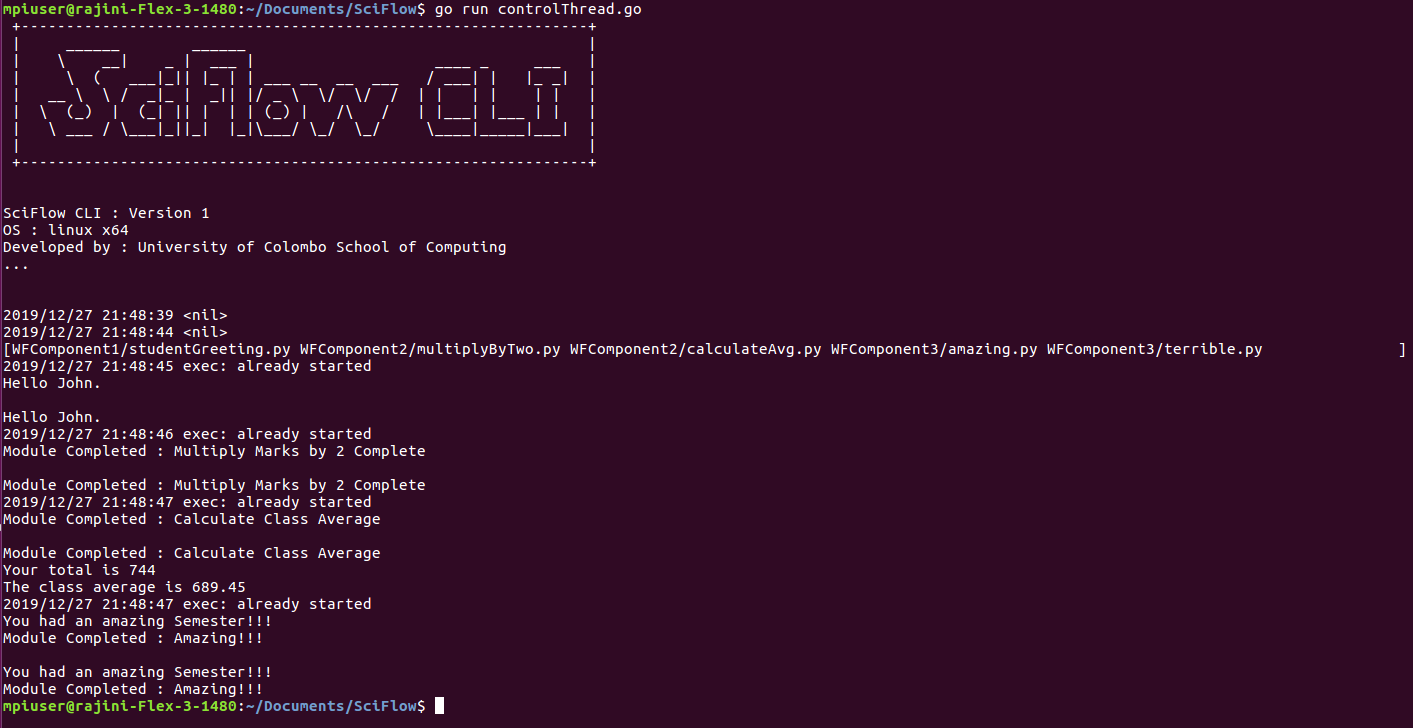 mpiuser@rajini-Flex-3-1480:~/Documents/SciFlow$ go run controlThread.go
SciFlow CLI
SciFlow CLI : Version 1
OS : linux x64
Developed by : University of Colombo School of Computing
...
2019/12/27 21:48:39 <nil>
2019/12/27 21:48:44 <nil>
[WFComponent1/studentGreeting.py WFComponent2/multiplyByTwo.py WFComponent2/calculateAvg.py WFComponent3/amazing.py WFComponent3/terrible.py ]
2019/12/27 21:48:45 exec: already started
Hello John.
Hello John.
2019/12/27 21:48:46 exec: already started
Module Completed : Multiply Marks by 2 Complete
Module Completed : Multiply Marks by 2 Complete
2019/12/27 21:48:47 exec: already started
Module Completed : Calculate Class Average
Module Completed : Calculate Class Average
Your total is 744
The class average is 689.45
2019/12/27 21:48:47 exec: already started
You had an amazing Semester!!!
Module Completed : Amazing!!!
You had an amazing Semester!!!
Module Completed : Amazing!!!
mpiuser@rajini-Flex-3-1480:~/Documents/SciFlow$